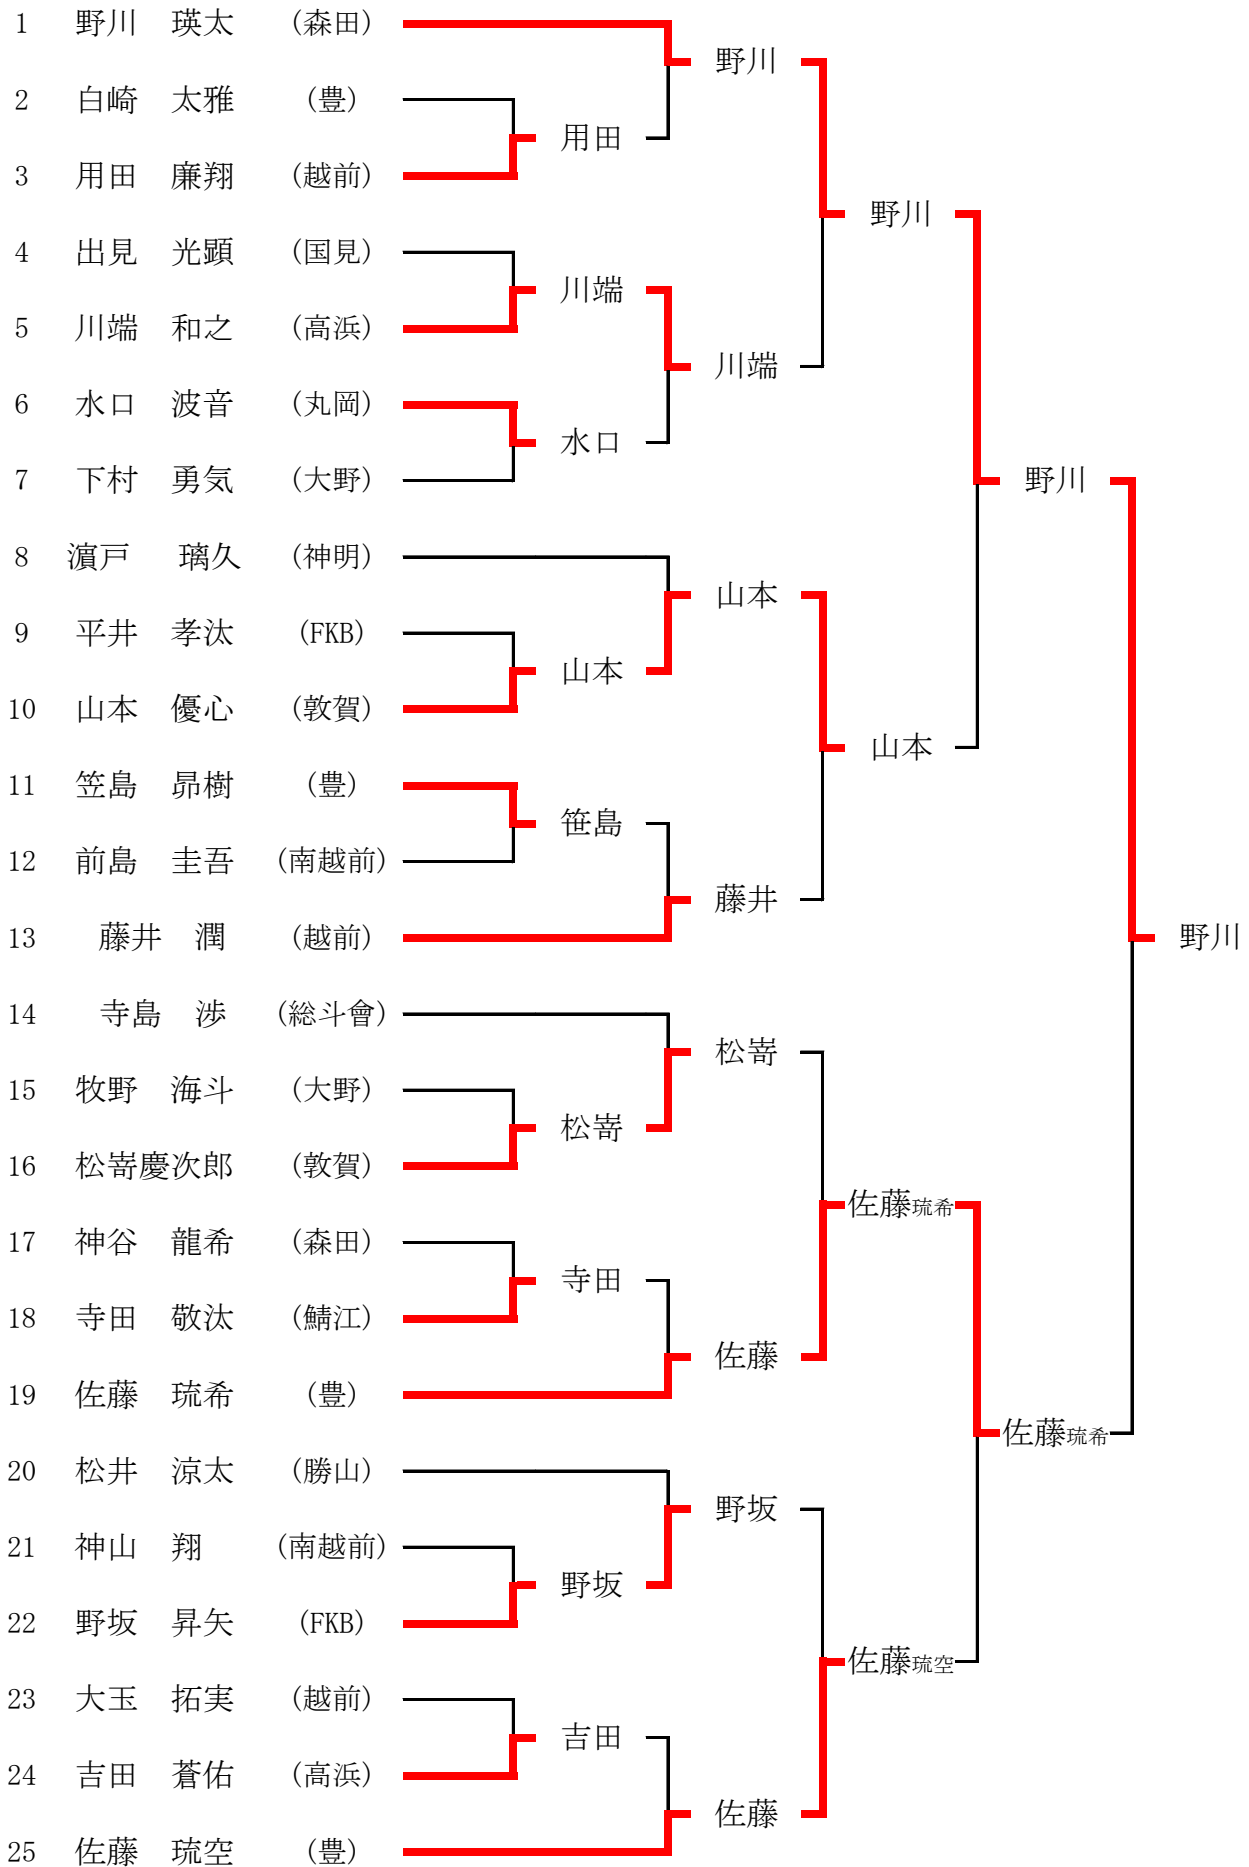 1 野川 瑛太 (森田)
野川
2 白崎 太雅 (豊)
用田
3 用田 廉翔 (越前)
野川
4 出見 光顕 (国見)
川端
5 川端 和之 (高浜)
川端
6 水口 波音 (丸岡)
水口
7 下村 勇気 (大野)
野川
8 濵戸 璃久 (神明)
山本
9 平井 孝汰 (FKB)
山本
10 山本 優心 (敦賀)
山本
11 笠島 昴樹 (豊)
笹島
12 前島 圭吾 (南越前)
藤井
13 藤井 潤 (越前)
野川
14 寺島 渉 (総斗會)
松嵜
15 牧野 海斗 (大野)
松嵜
16 松嵜慶次郎 (敦賀)
佐藤琉希
17 神谷 龍希 (森田)
寺田
18 寺田 敬汰 (鯖江)
佐藤
19 佐藤 琉希 (豊)
佐藤琉希
20 松井 涼太 (勝山)
野坂
21 神山 翔 (南越前)
野坂
22 野坂 昇矢 (FKB)
佐藤琉空
23 大玉 拓実 (越前)
吉田
24 吉田 蒼佑 (高浜)
佐藤
25 佐藤 琉空 (豊)